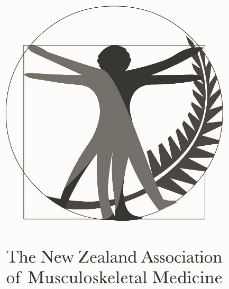 The New Zealand Association
of Musculoskeletal Medicine